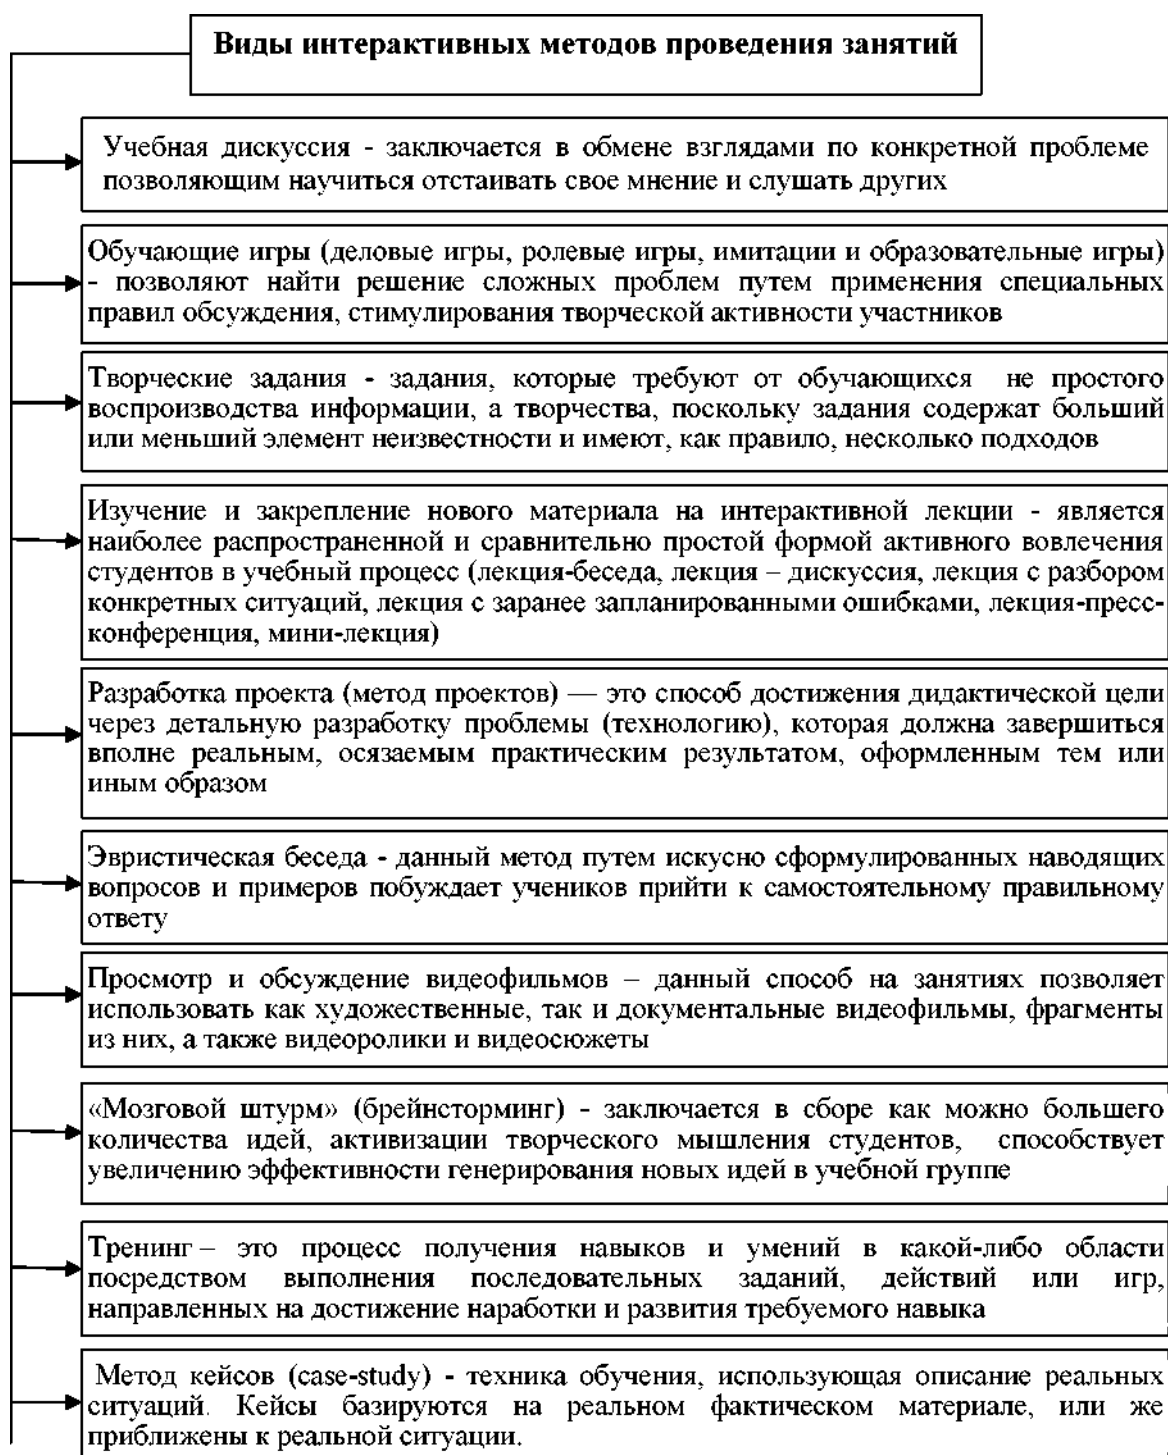 Виды интерактивных методов проведения занятий
Учебная дискуссия - заключается в обмене взглядами по конкретной проблеме
позволяющим научиться отстаивать свое мнение и слушать других
Обучающие игры (деловые игры, ролевые игры, имитации и образовательные игры)
- позволяют найти решение сложных проблем путем применения специальных
правил обсуждения, стимулирования творческой активности участников
Творческие задания - задания, которые требуют от обучающихся не простого
воспроизводства информации, а творчества, поскольку задания содержат больший
или меньший элемент неизвестности и имеют, как правило, несколько подходов
Изучение и закрепление нового материала на интерактивной лекции - является
наиболее распространенной и сравнительно простой формой активного вовлечения
студентов в учебный процесс (лекция-беседа, лекция – дискуссия, лекция с разбором
конкретных ситуаций, лекция с заранее запланированными ошибками, лекция-пресс-
конференция, мини-лекция)
Разработка проекта (метод проектов) — это способ достижения дидактической цели
через детальную разработку проблемы (технологию), которая должна завершиться
вполне реальным, осязаемым практическим результатом, оформленным тем или
иным образом
Эвристическая беседа - данный метод путем искусно сформулированных наводящих
вопросов и примеров побуждает учеников прийти к самостоятельному правильному
ответу
Просмотр и обсуждение видеофильмов – данный способ на занятиях позволяет
использовать как художественные, так и документальные видеофильмы, фрагменты
из них, а также видеоролики и видеосюжеты
«Мозговой штурм» (брейнсторминг) - заключается в сборе как можно большего
количества идей, активизации творческого мышления студентов, способствует
увеличению эффективности генерирования новых идей в учебной группе
Тренинг – это процесс получения навыков и умений в какой-либо области
посредством выполнения последовательных заданий, действий или игр,
направленных на достижение наработки и развития требуемого навыка
Метод кейсов (case-study) - техника обучения, использующая описание реальных
ситуаций. Кейсы базируются на реальном фактическом материале, или же
приближены к реальной ситуации.